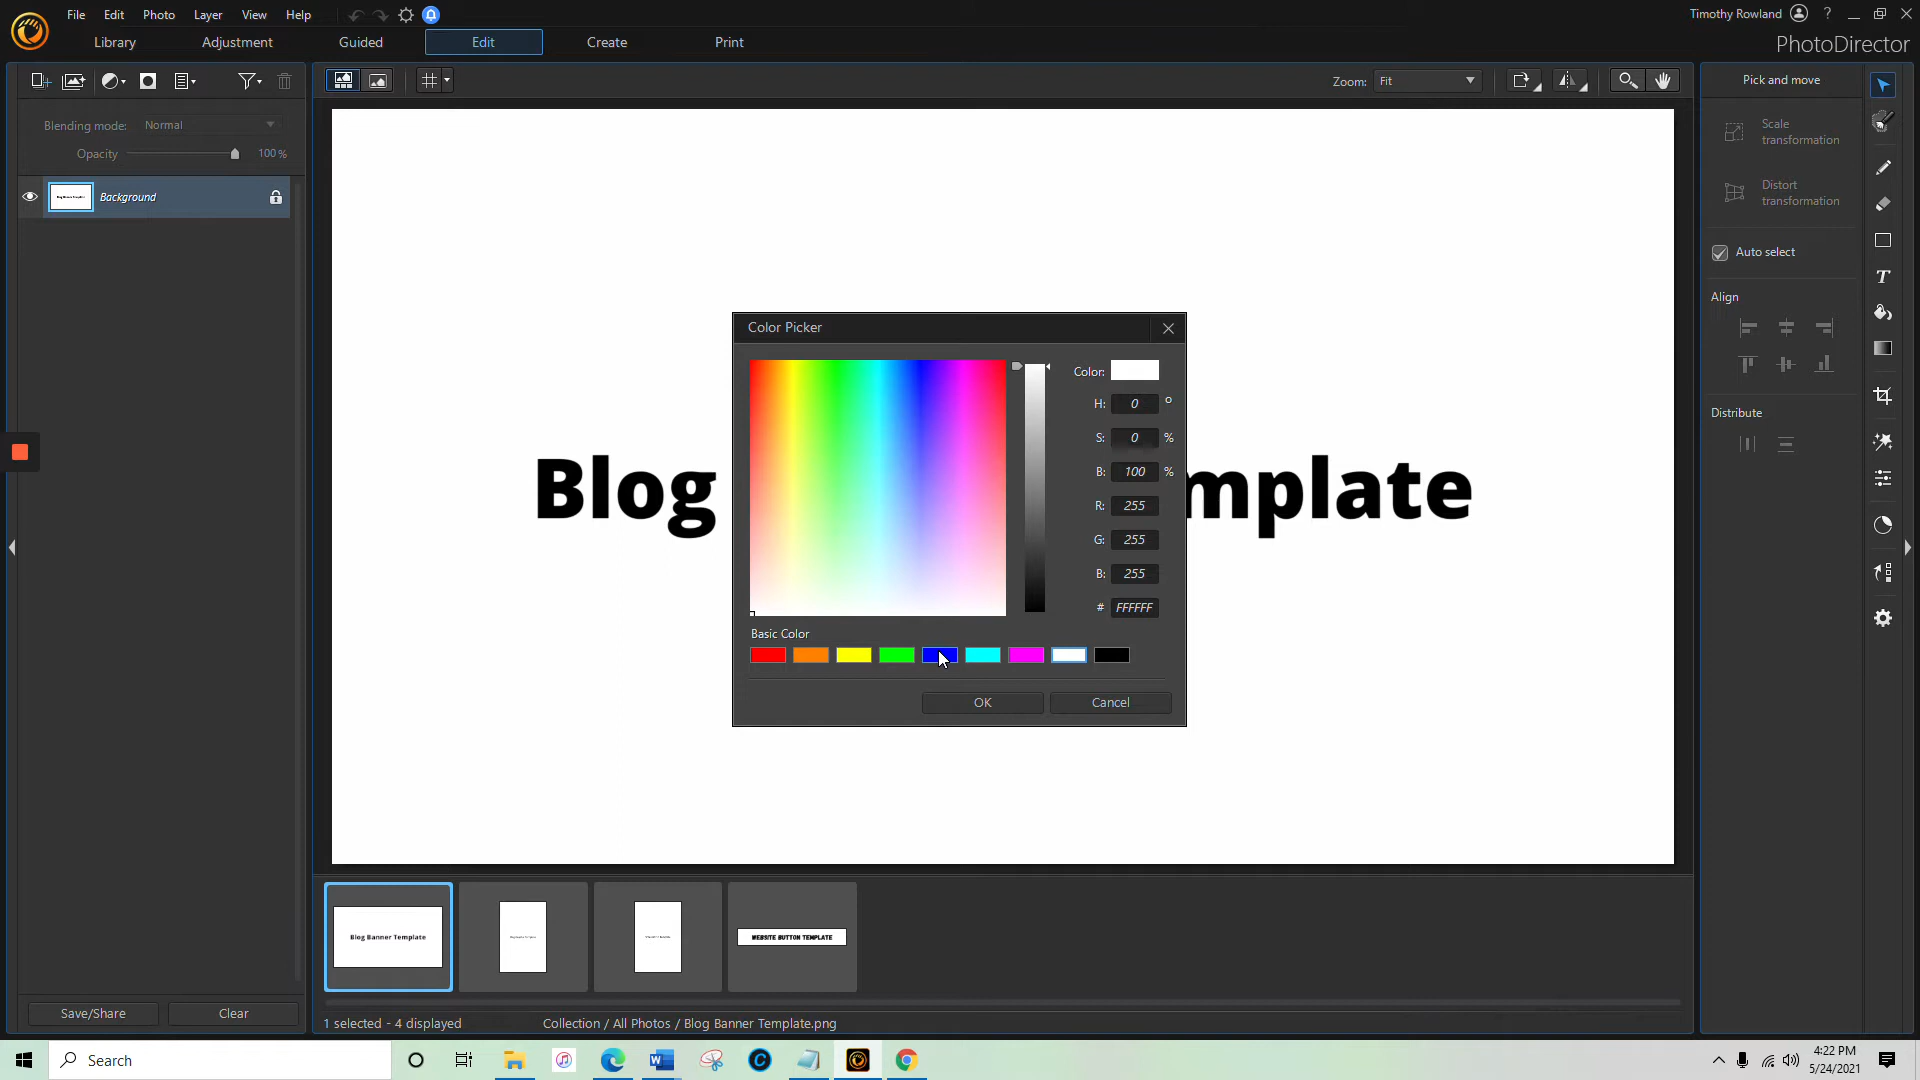 File Edit Photo Layer View Help
Timothy Rowland ?
Library Adjustment Guided Edit Create Print
PhotoDirector
Zoom: Fit
Pick and move
Blending mode: Normal
Opacity 100 %
Background
Scale
transformation
Distort
transformation
Auto select
Align
Distribute
Blog
mplate
Color Picker
Color:
H: 0 °
S: 0 %
B: 100 %
R: 255
G: 255
B: 255
# FFFFFF
Basic Color
OK Cancel
Blog Banner Template
WEBSITE BUTTON TEMPLATE
Save/Share Clear
1 selected - 4 displayed
Collection / All Photos / Blog Banner Template.png
Search
4:22 PM
5/24/2021